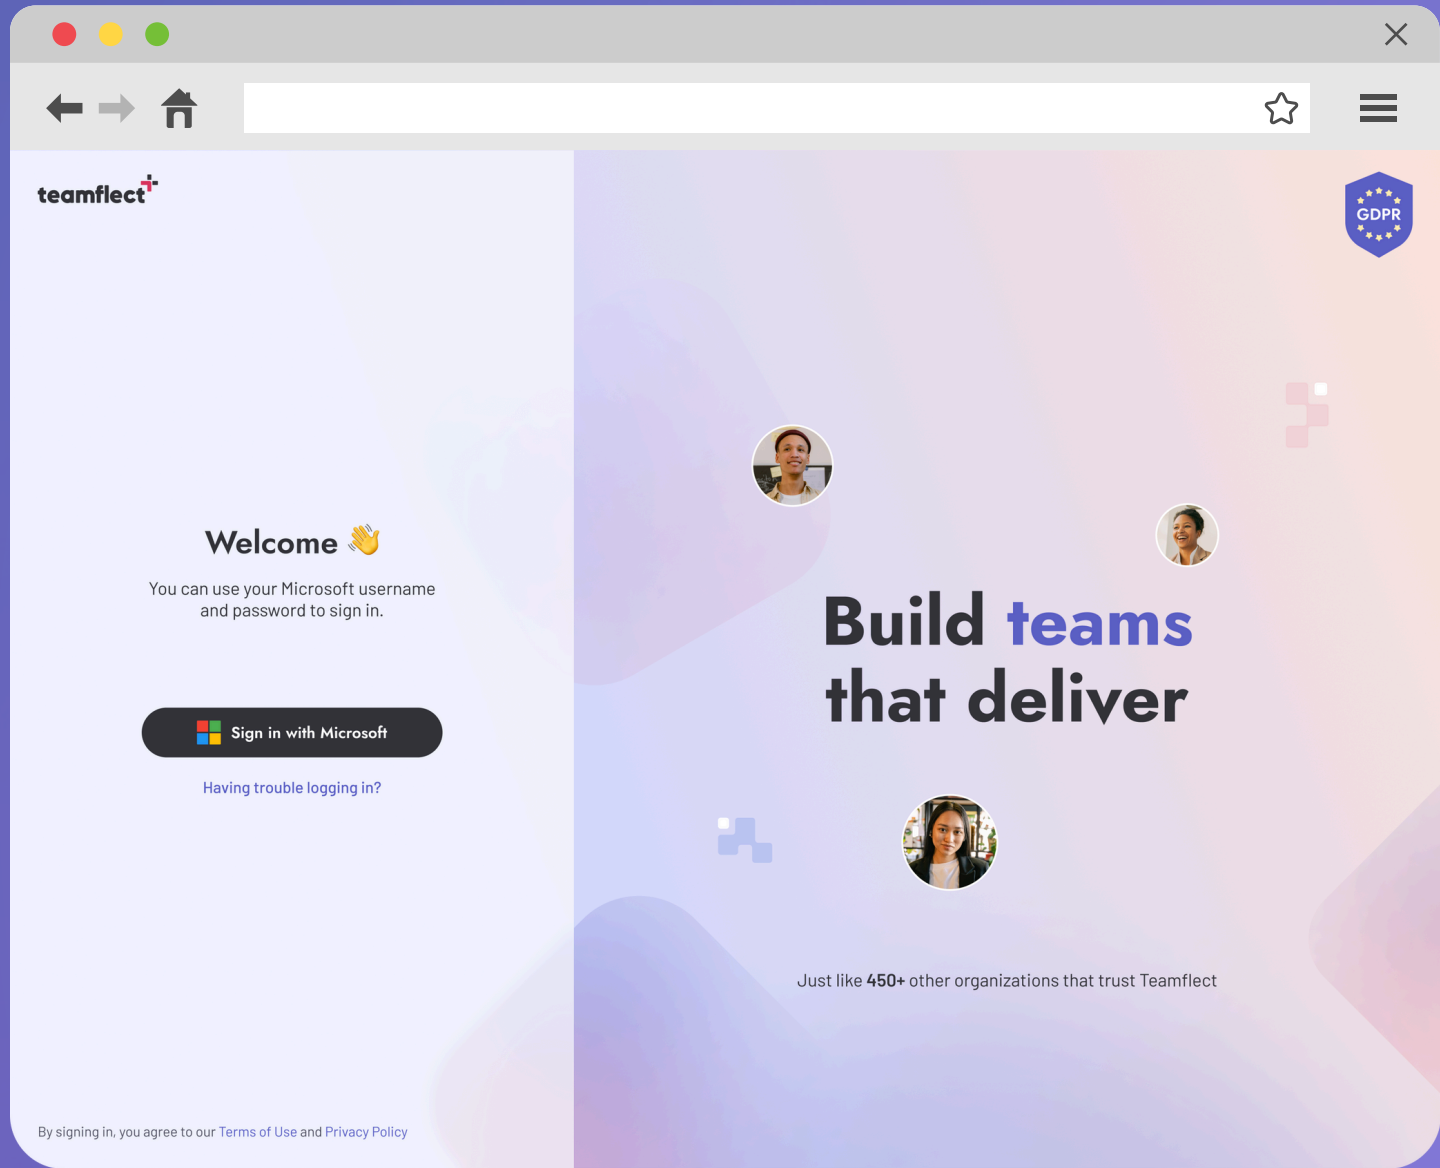 teamflect
GDPR
Welcome 👋
You can use your Microsoft username
and password to sign in.
Sign in with Microsoft
Having trouble logging in?
By signing in, you agree to our Terms of Use and Privacy Policy
Build teams
that deliver
Just like 450+ other organizations that trust Teamflect